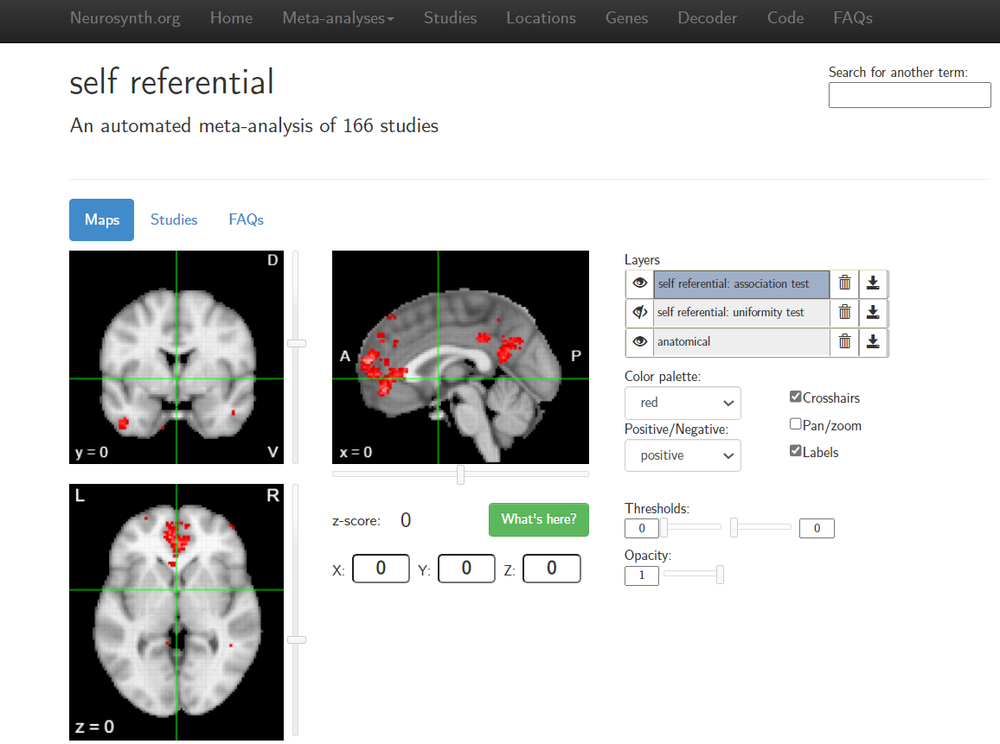 Neurosynth.org Home Meta-analyses Studies Locations Genes Decoder Code FAQs
self referential
Search for another term:
An automated meta-analysis of 166 studies
Maps Studies FAQs
D
y = 0 V
A P
x = 0
L R
z = 0
z-score: 0 What's here?
X: 0 Y: 0 Z: 0
Layers
self referential: association test
self referential: uniformity test
anatomical
Color palette:
red
Positive/Negative:
positive
Crosshairs
Pan/zoom
Labels
Thresholds:
0 0
Opacity:
1